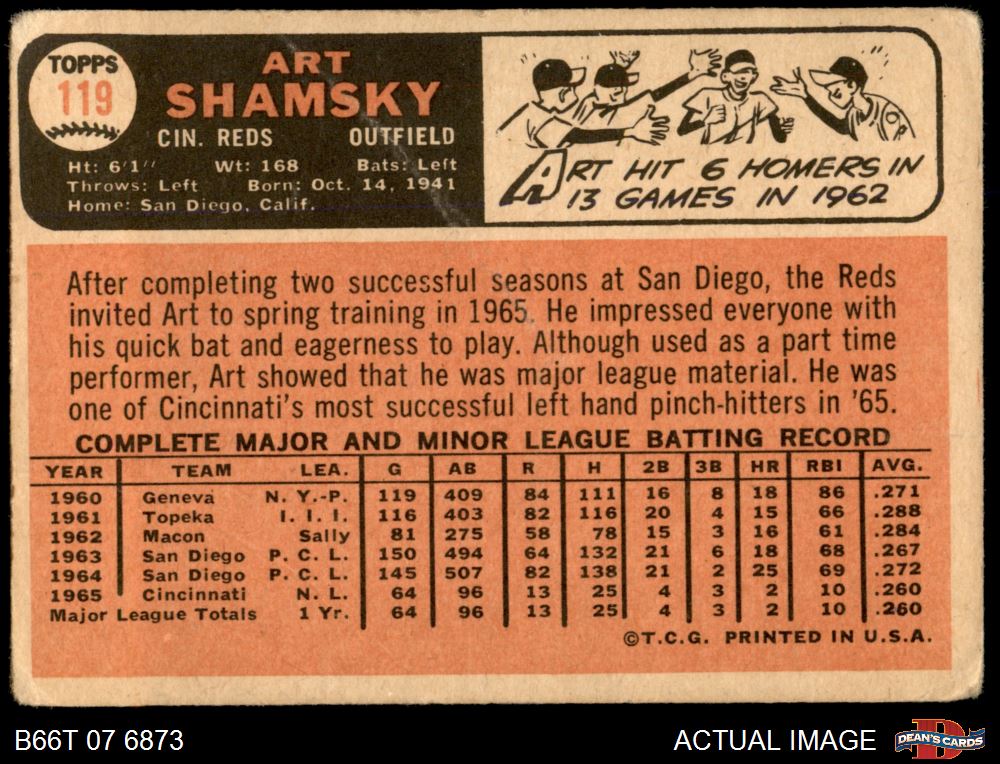 TOPPS
119
ART
SHAMSKY
CIN. REDS OUTFIELD
Ht: 6'1" Wt: 168 Bats: Left
Throws: Left Born: Oct. 14, 1941
Home: San Diego, Calif.
ART HIT 6 HOMERS IN
13 GAMES IN 1962
After completing two successful seasons at San Diego, the Reds
invited Art to spring training in 1965. He impressed everyone with
his quick bat and eagerness to play. Although used as a part time
performer, Art showed that he was major league material. He was
one of Cincinnati's most successful left hand pinch-hitters in '65.
COMPLETE MAJOR AND MINOR LEAGUE BATTING RECORD
YEAR TEAM LEA. G AB R H 2B 3B HR RBI AVG.
1960 Geneva N. Y.-P. 119 409 84 111 16 8 18 86 .271
1961 Topeka I. I. I. 116 403 82 116 20 4 15 66 .288
1962 Macon Sally 81 275 58 78 15 3 16 61 .284
1963 San Diego P. C. L. 150 494 64 132 21 6 18 68 .267
1964 San Diego P. C. L. 145 507 82 138 21 2 25 69 .272
1965 Cincinnati N. L. 64 96 13 25 4 3 2 10 .260
Major League Totals 1 Yr. 64 96 13 25 4 3 2 10 .260
©T.C.G. PRINTED IN U.S.A.
B66T 07 6873
ACTUAL IMAGE
DEAN'S CARDS